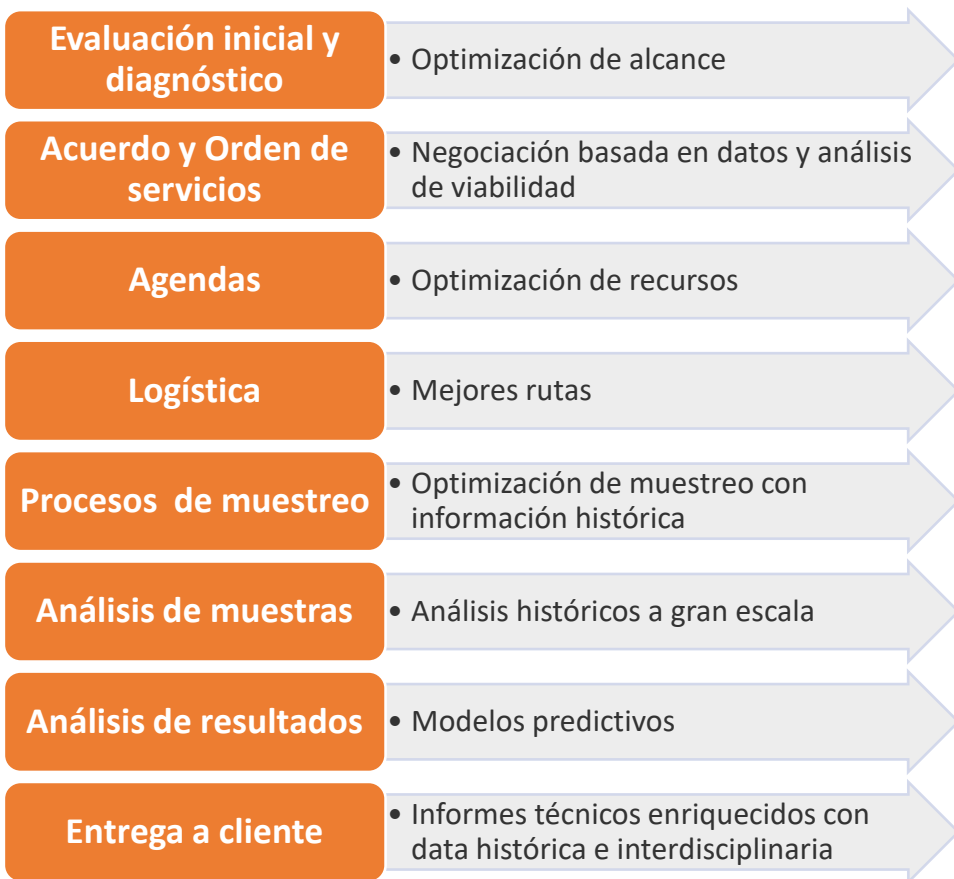 Evaluación inicial y
diagnóstico
• Optimización de alcance
Acuerdo y Orden de
servicios
• Negociación basada en datos y análisis
de viabilidad
Agendas
• Optimización de recursos
Logística
• Mejores rutas
Procesos de muestreo
• Optimización de muestreo con
información histórica
Análisis de muestras
• Análisis históricos a gran escala
Análisis de resultados
• Modelos predictivos
Entrega a cliente
• Informes técnicos enriquecidos con
data histórica e interdisciplinaria